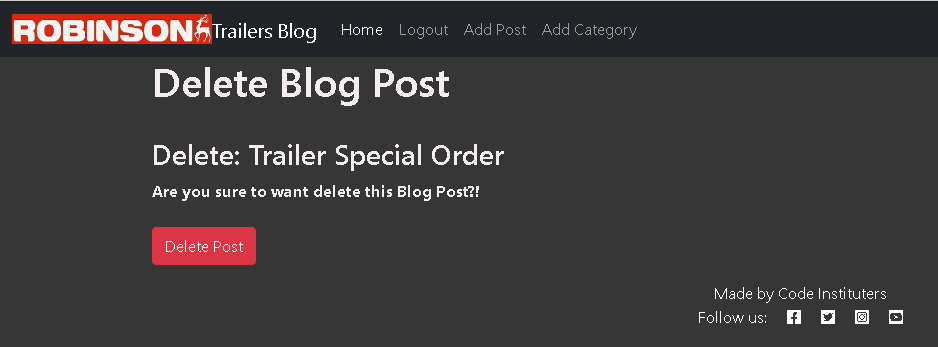 ROBINSON Trailers Blog Home Logout Add Post Add Category
Delete Blog Post
Delete: Trailer Special Order
Are you sure to want delete this Blog Post?!
Delete Post
Made by Code Instituters
Follow us: